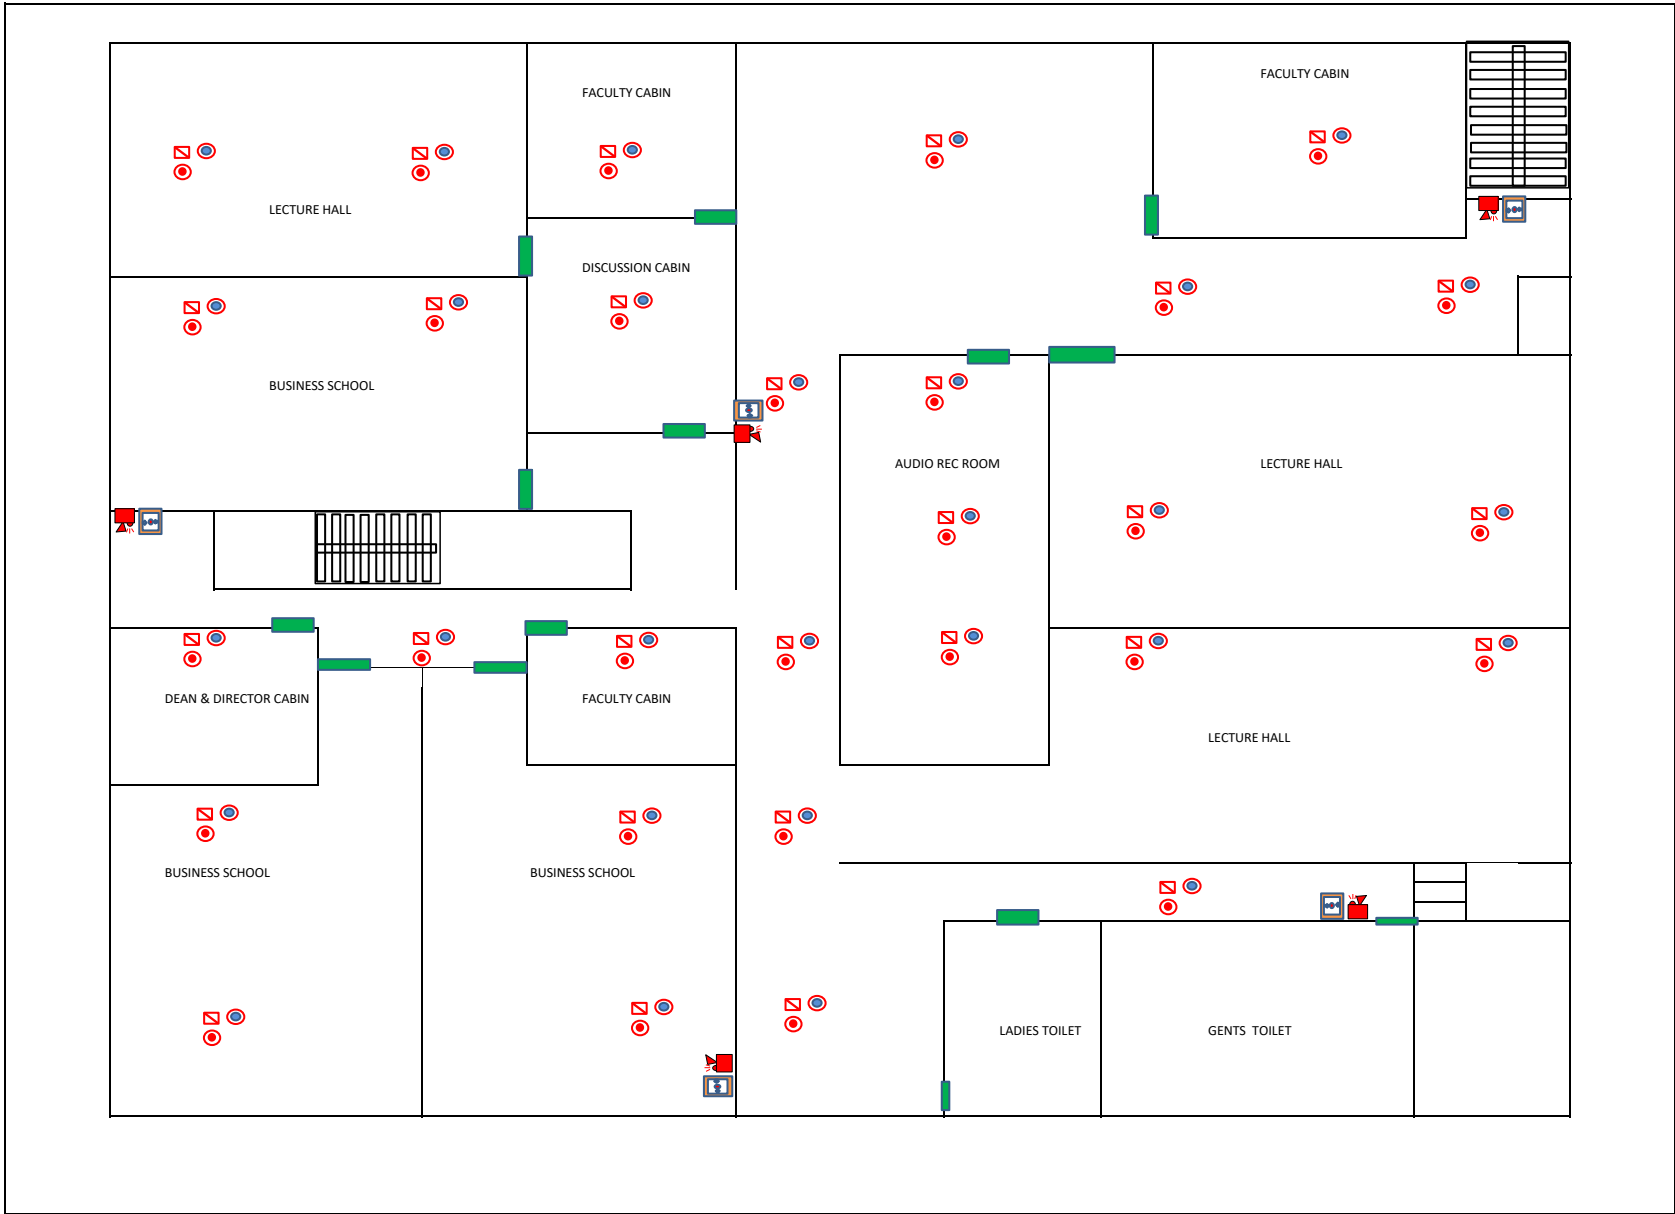 FACULTY CABIN
FACULTY CABIN
LECTURE HALL
DISCUSSION CABIN
BUSINESS SCHOOL
AUDIO REC ROOM
LECTURE HALL
DEAN & DIRECTOR CABIN
FACULTY CABIN
LECTURE HALL
BUSINESS SCHOOL
BUSINESS SCHOOL
LADIES TOILET
GENTS TOILET